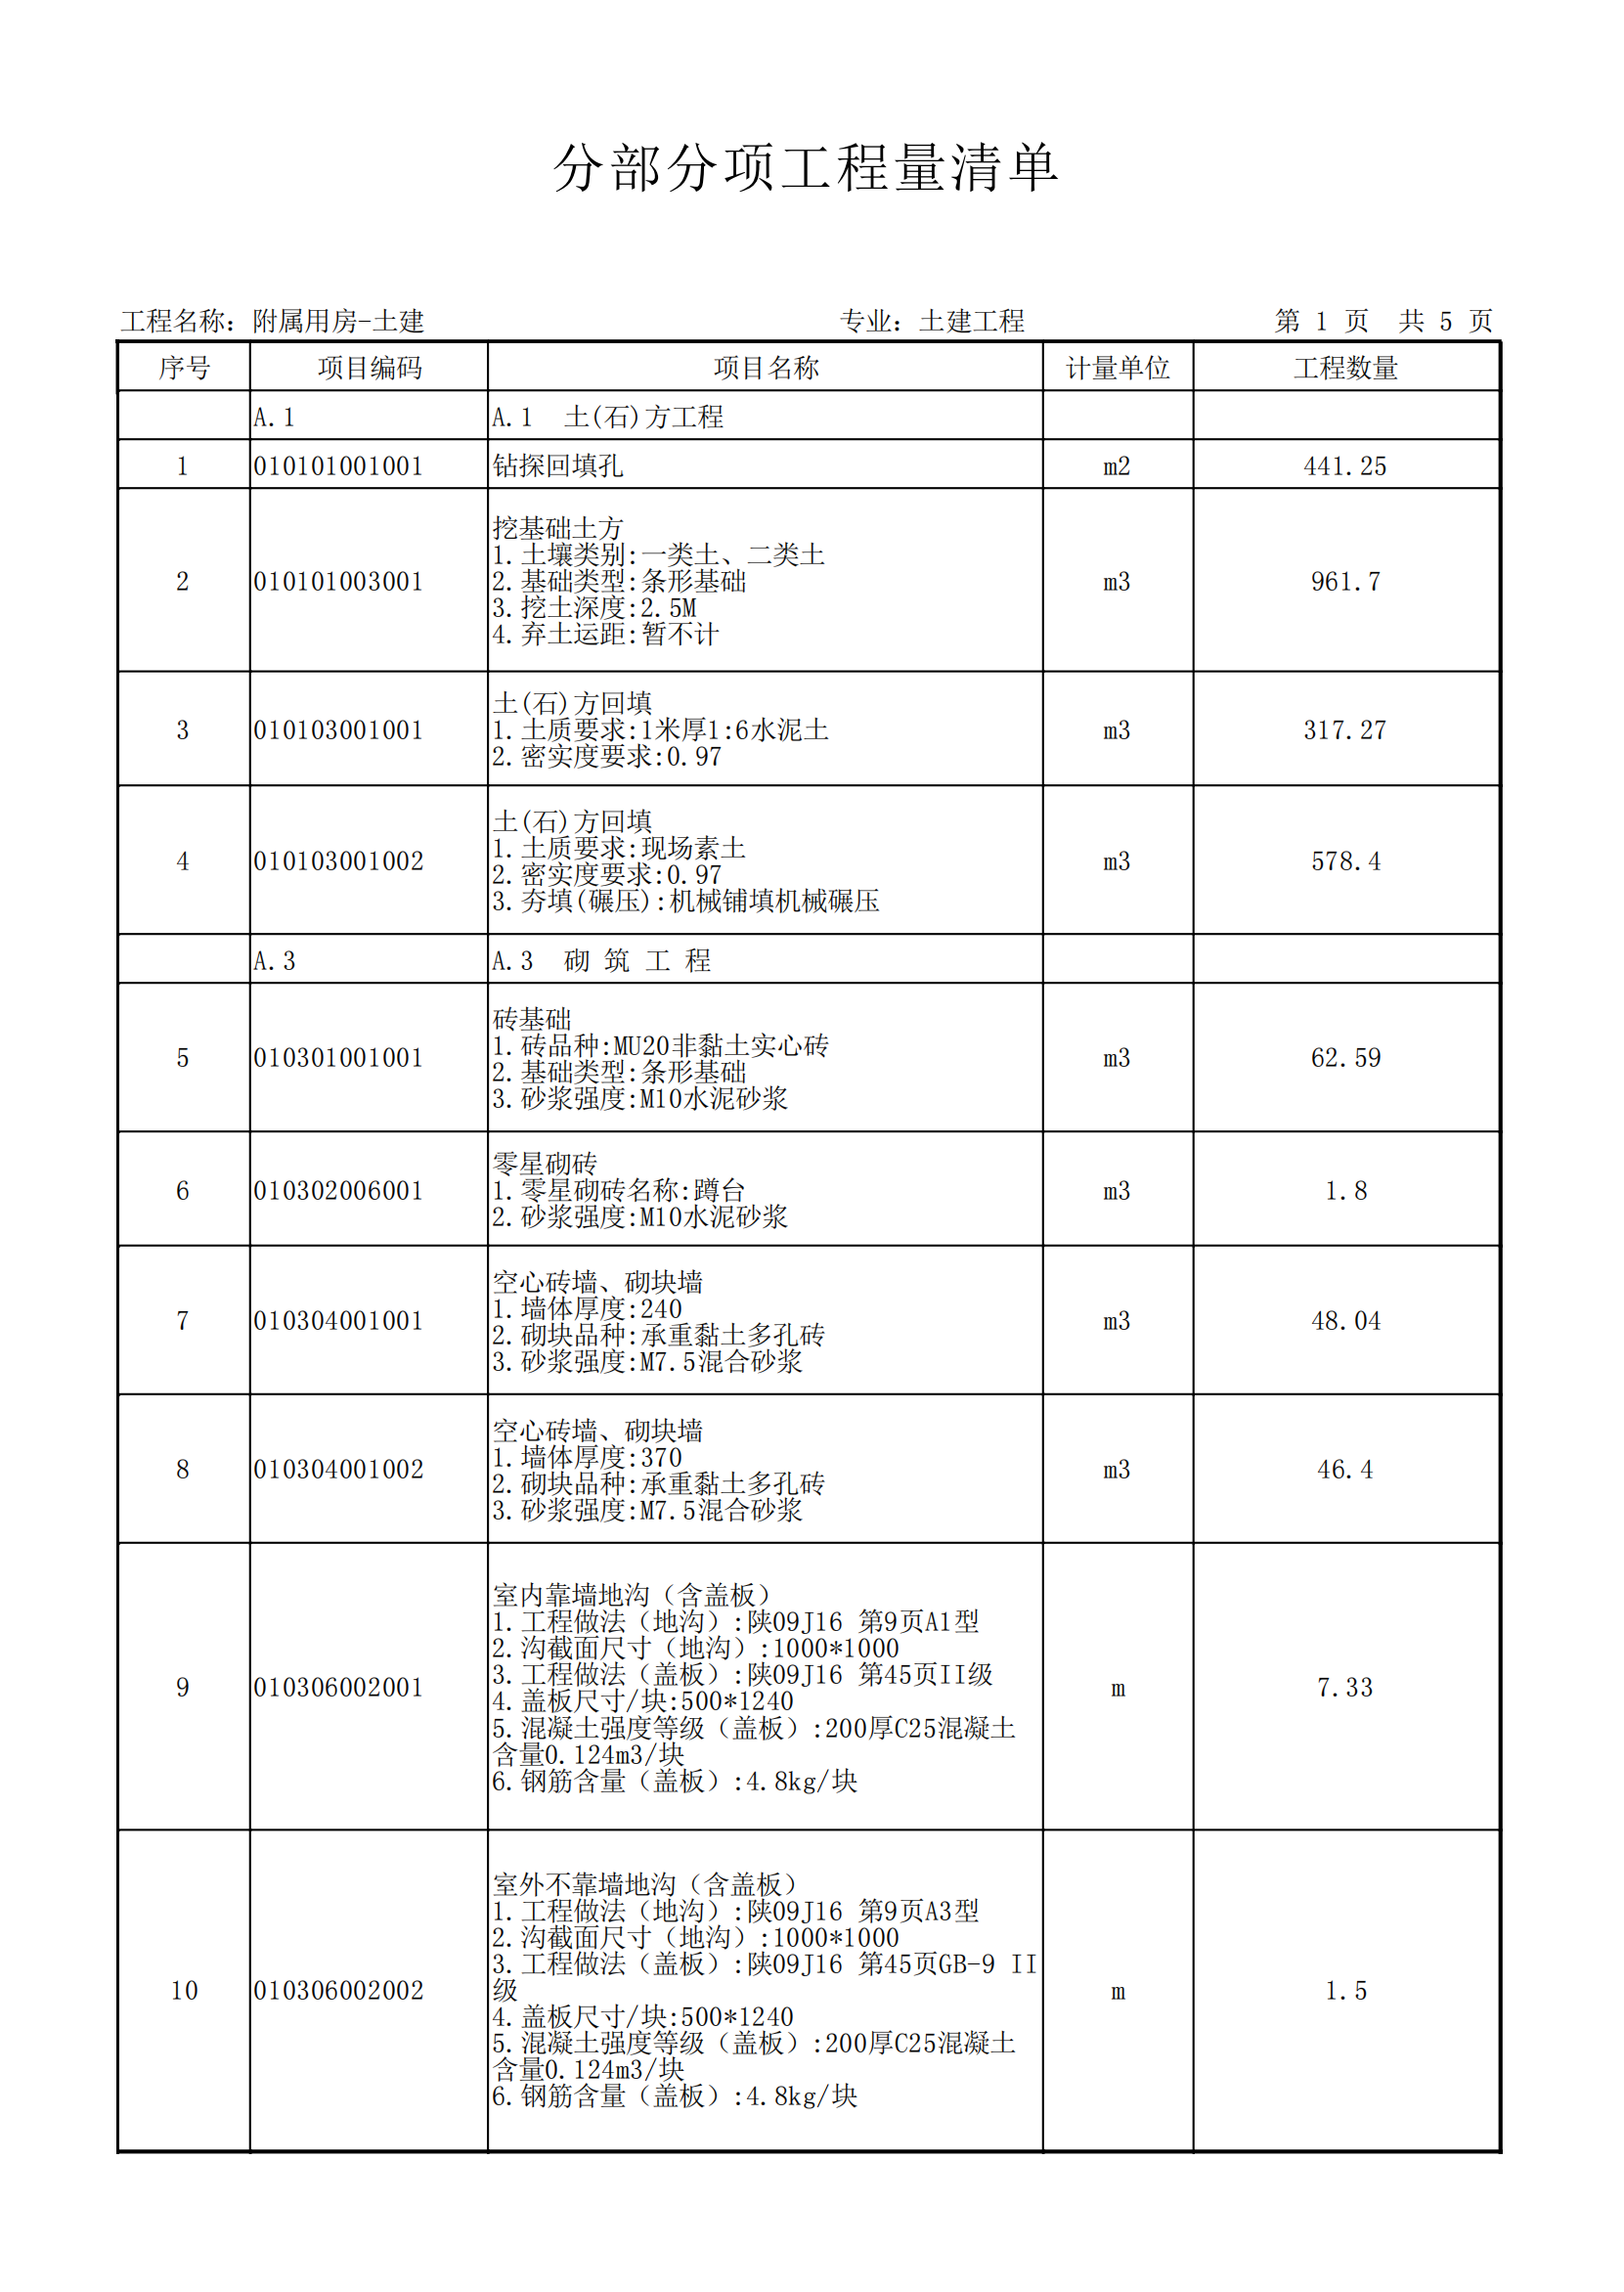 分部分项工程量清单
工程名称：附属用房-土建 专业：土建工程 第 1 页 共 5 页
序号 项目编码 项目名称 计量单位 工程数量
A.1 A.1 土(石)方工程
1 010101001001 钻探回填孔 m2 441.25
挖基础土方
1.土壤类别:一类土、二类土
2 010101003001 2.基础类型:条形基础 m3 961.7
3.挖土深度:2.5M
4.弃土运距:暂不计
土(石)方回填
3 010103001001 1.土质要求:1米厚1:6水泥土 m3 317.27
2.密实度要求:0.97
土(石)方回填
1.土质要求:现场素土
4 010103001002 2.密实度要求:0.97 m3 578.4
3.夯填(碾压):机械铺填机械碾压
A.3 A.3 砌 筑 工 程
砖基础
1.砖品种:MU20非黏土实心砖
5 010301001001 2.基础类型:条形基础 m3 62.59
3.砂浆强度:M10水泥砂浆
零星砌砖
6 010302006001 1.零星砌砖名称:蹲台 m3 1.8
2.砂浆强度:M10水泥砂浆
空心砖墙、砌块墙
1.墙体厚度:240
7 010304001001 2.砌块品种:承重黏土多孔砖 m3 48.04
3.砂浆强度:M7.5混合砂浆
空心砖墙、砌块墙
1.墙体厚度:370
8 010304001002 2.砌块品种:承重黏土多孔砖 m3 46.4
3.砂浆强度:M7.5混合砂浆
室内靠墙地沟（含盖板）
1.工程做法（地沟）:陕09J16 第9页A1型
2.沟截面尺寸（地沟）:1000*1000
3.工程做法（盖板）:陕09J16 第45页II级
9 010306002001 4.盖板尺寸/块:500*1240 m 7.33
5.混凝土强度等级（盖板）:200厚C25混凝土
含量0.124m3/块
6.钢筋含量（盖板）:4.8kg/块
室外不靠墙地沟（含盖板）
1.工程做法（地沟）:陕09J16 第9页A3型
2.沟截面尺寸（地沟）:1000*1000
3.工程做法（盖板）:陕09J16 第45页GB-9 II
10 010306002002 级 m 1.5
4.盖板尺寸/块:500*1240
5.混凝土强度等级（盖板）:200厚C25混凝土
含量0.124m3/块
6.钢筋含量（盖板）:4.8kg/块